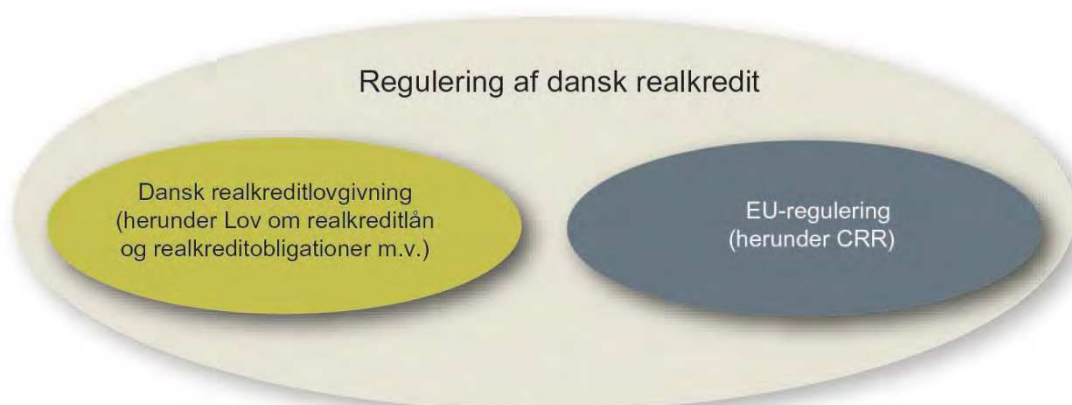 Regulering af dansk realkredit
Dansk realkreditlovgivning
(herunder Lov om realkreditlån
og realkreditobligationer m.v.)
EU-regulering
(herunder CRR)